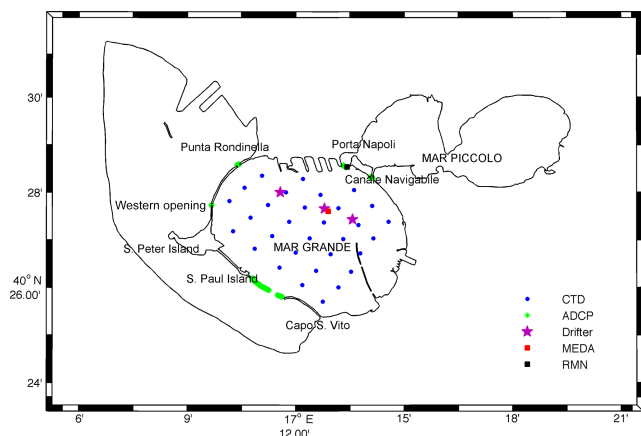 30'
28'
40° N
26.00'
24'
6'
9'
17° E
12.00'
15'
18'
21'
Punta Rondinella
Porta Napoli
MAR PICCOLO
Canale Navigabile
Western opening
S. Peter Island
MAR GRANDE
S. Paul Island
Capo S. Vito
CTD
ADCP
Drifter
MEDA
RMN